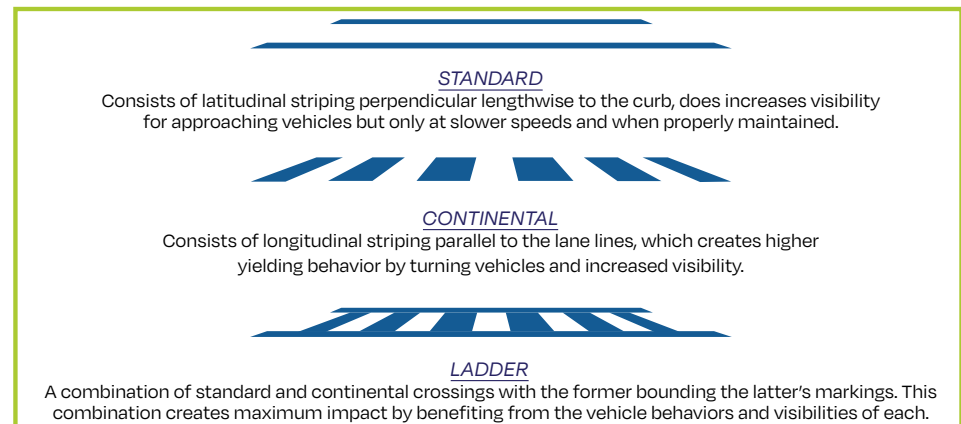 STANDARD
Consists of latitudinal striping perpendicular lengthwise to the curb, does increases visibility
for approaching vehicles but only at slower speeds and when properly maintained.
CONTINENTAL
Consists of longitudinal striping parallel to the lane lines, which creates higher
yielding behavior by turning vehicles and increased visibility.
LADDER
A combination of standard and continental crossings with the former bounding the latter’s markings. This
combination creates maximum impact by benefiting from the vehicle behaviors and visibilities of each.